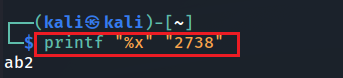 (kali㉿kali)-[~]
$ printf "%x" "2738"
ab2